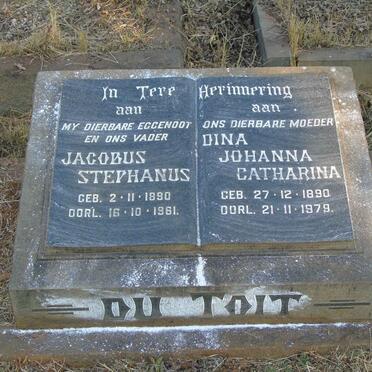 In Tere Herinnering
aan
MY DIERBARE EGGENOOT
EN ONS VADER
JACOBUS
STEPHANUS
GEB. 2-11-1890
OORL. 16-10-1961.
aan
ONS DIERBARE MOEDER
DINA
JOHANNA
CATHARINA
GEB. 27-12-1890
OORL. 21-11-1979.
DU TOIT